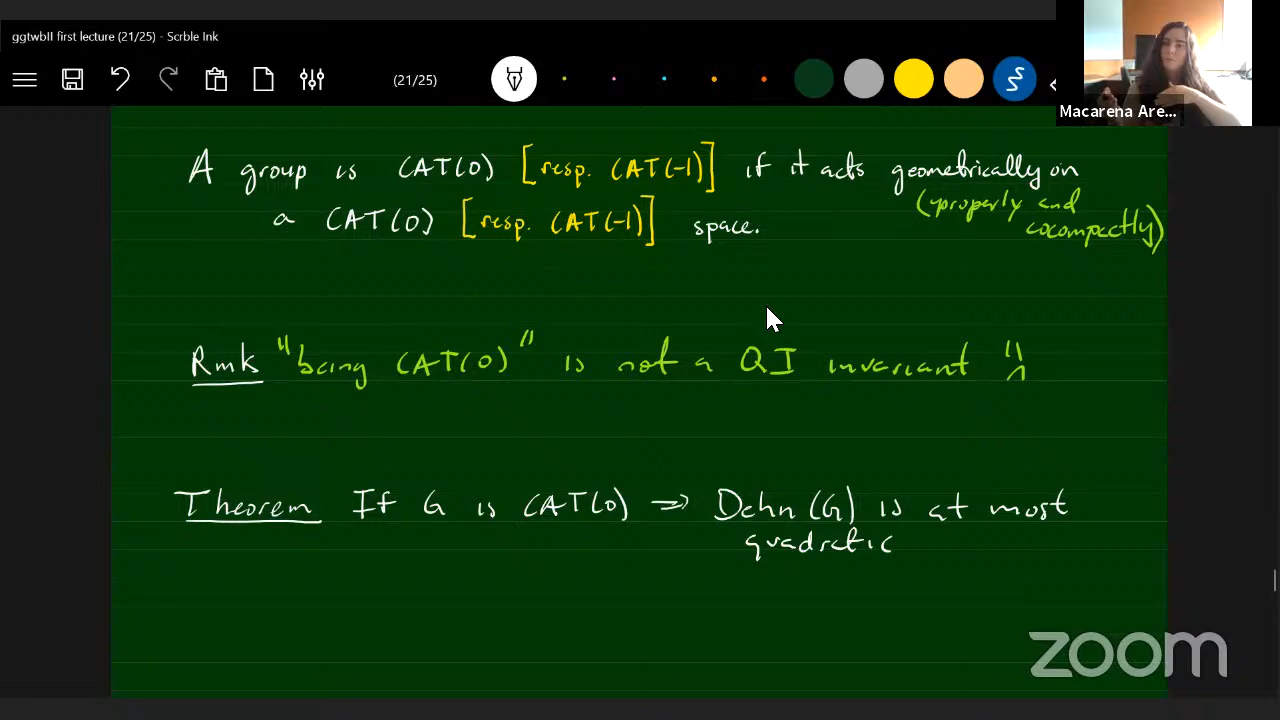 ggtwbII first lecture (21/25) - Scrble Ink
(21/25)
Macarena Are...
A group is CAT(0) [resp. CAT(-1)] if it acts geometrically on
(properly and
cocompactly)
a CAT(0) [resp. CAT(-1)] space.
Rmk "being CAT(0)" is not a QI invariant
Theorem If G is CAT(0) ⇒ Dehn(G) is at most
quadratic
zoom